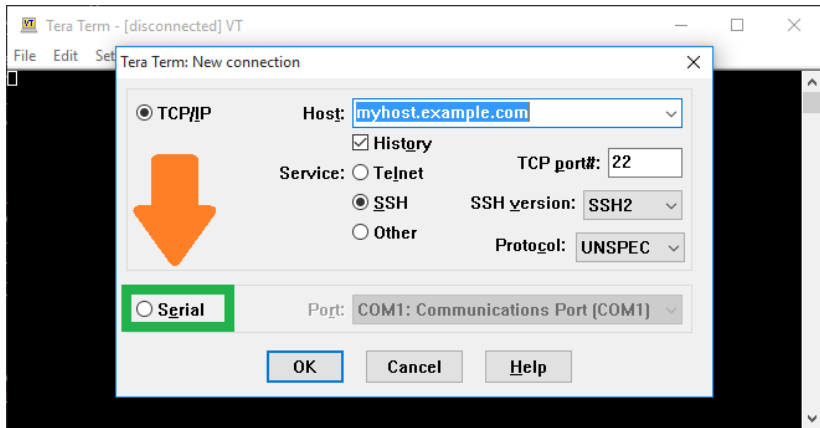 VT Tera Term - [disconnected] VT
File Edit Set
Tera Term: New connection
TCP/IP
Host: myhost.example.com
History
Service: Telnet
TCP port#: 22
SSH
SSH version: SSH2
Other
Protocol: UNSPEC
Serial
Port: COM1: Communications Port (COM1)
OK Cancel Help